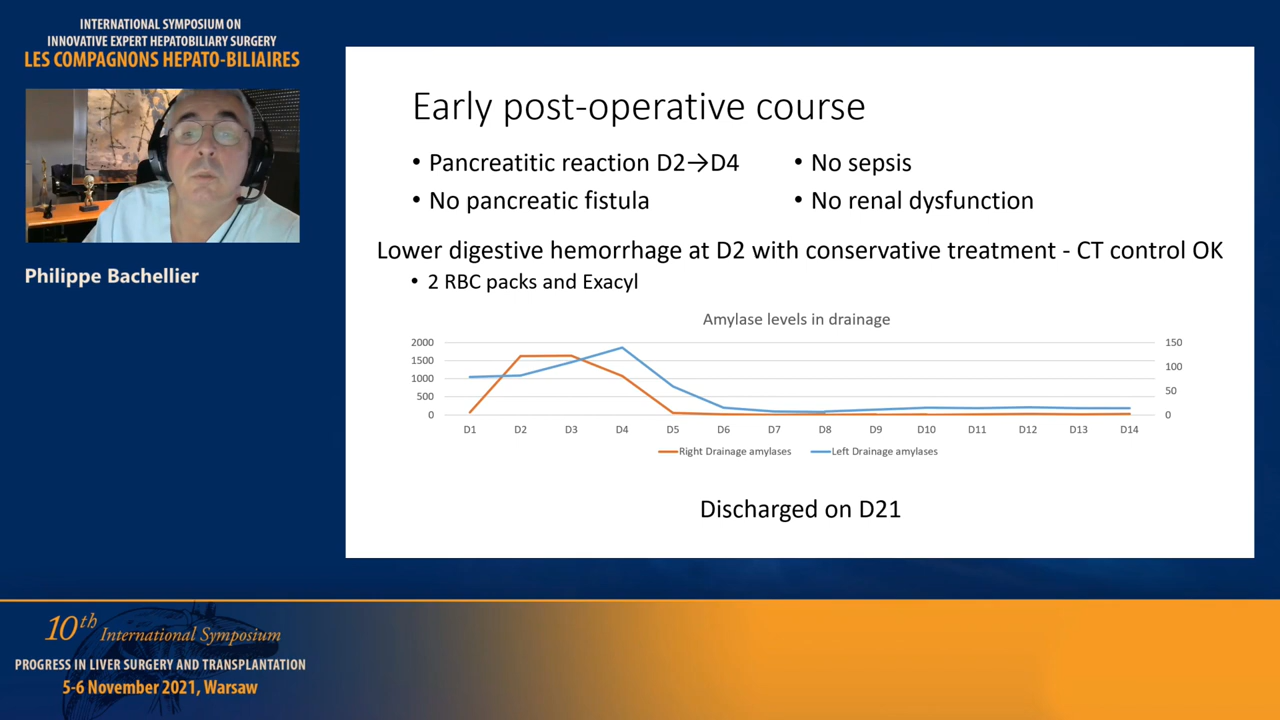 INTERNATIONAL SYMPOSIUM ON
INNOVATIVE EXPERT HEPATOBILIARY SURGERY
LES COMPAGNONS HEPATO-BILIAIRES
Philippe Bachellier
Early post-operative course
• Pancreatitic reaction D2→D4
• No pancreatic fistula
• No sepsis
• No renal dysfunction
Lower digestive hemorrhage at D2 with conservative treatment - CT control OK
• 2 RBC packs and Exacyl
Amylase levels in drainage
2000
1500
1000
500
0
150
100
50
0
D1 D2 D3 D4 D5 D6 D7 D8 D9 D10 D11 D12 D13 D14
Right Drainage amylases Left Drainage amylases
Discharged on D21
10th International Symposium
PROGRESS IN LIVER SURGERY AND TRANSPLANTATION
5-6 November 2021, Warsaw